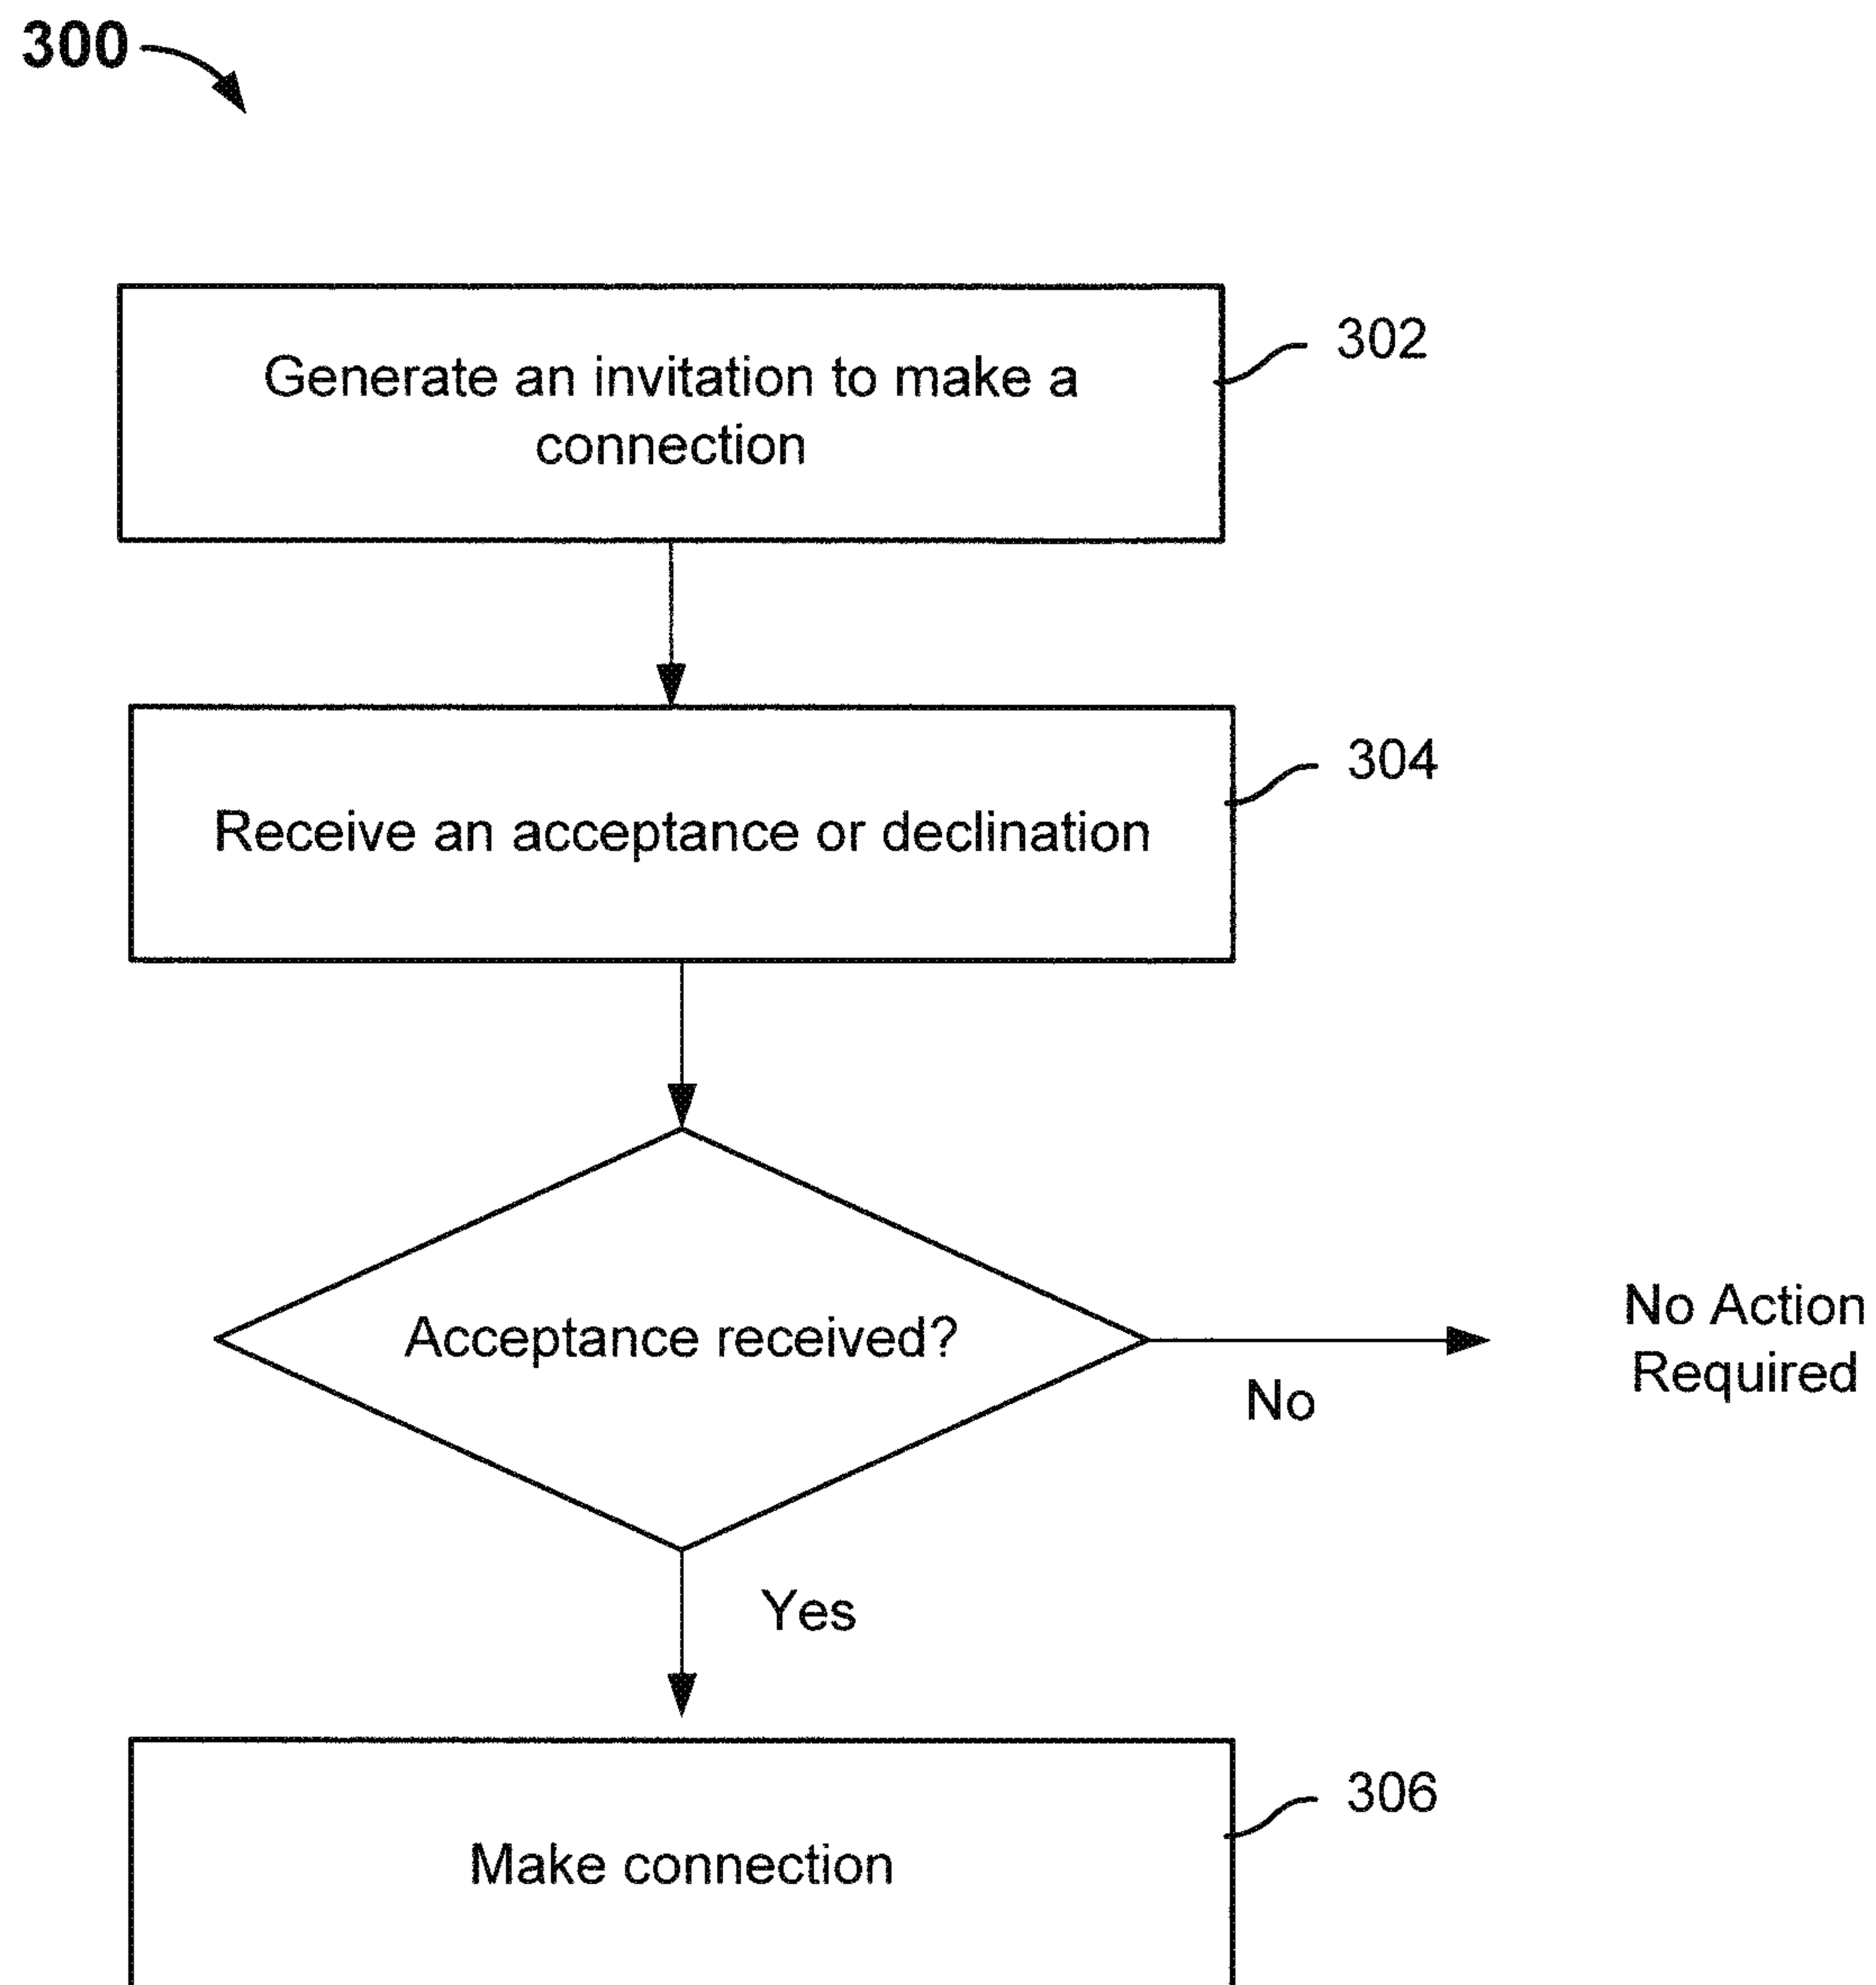 300
Generate an invitation to make a
connection
302
Receive an acceptance or declination
304
Acceptance received?
No Action
Required
No
Yes
Make connection
306